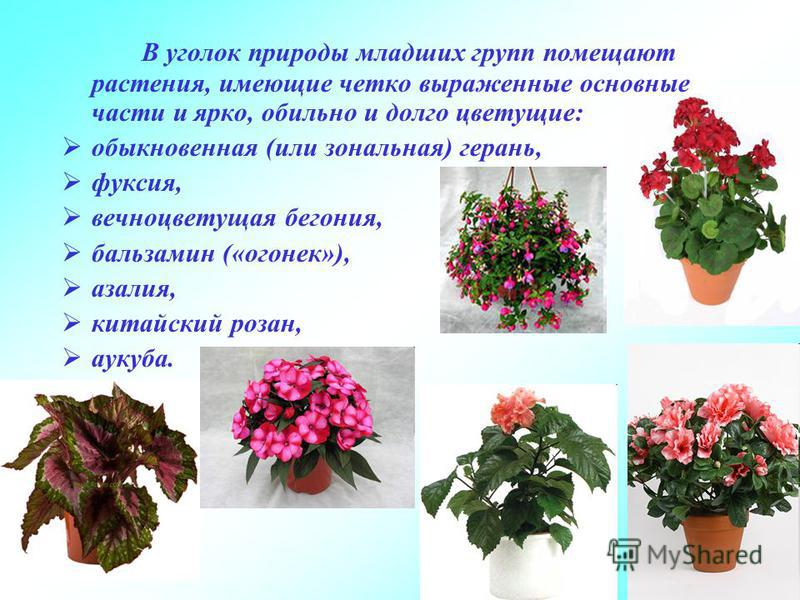 В уголок природы младших групп помещают
растения, имеющие четко выраженные основные
части и ярко, обильно и долго цветущие:
обыкновенная (или зональная) герань,
фуксия,
вечноцветущая бегония,
бальзамин («огонек»),
азалия,
китайский розан,
аукуба.
MyShared